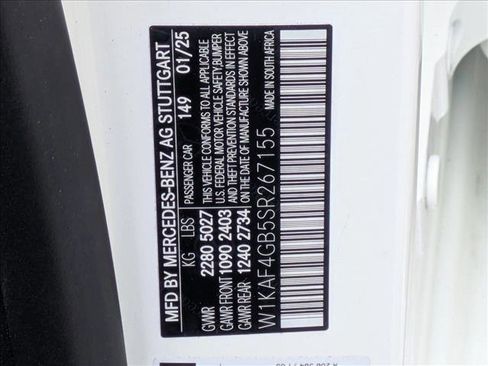 MFD BY MERCEDES-BENZ AG STUTTGART
PASSENGER CAR 149 01/25
KG LBS
GVWR 2280 5027
GAWR FRONT 1090 2403
GAWR REAR 1240 2734
THIS VEHICLE CONFORMS TO ALL APPLICABLE
U.S. FEDERAL MOTOR VEHICLE SAFETY,BUMPER
AND THEFT PREVENTION STANDARDS IN EFFECT
ON THE DATE OF MANUFACTURE SHOWN ABOVE
W1KAF4GB5SR267155
MADE IN SOUTH AFRICA